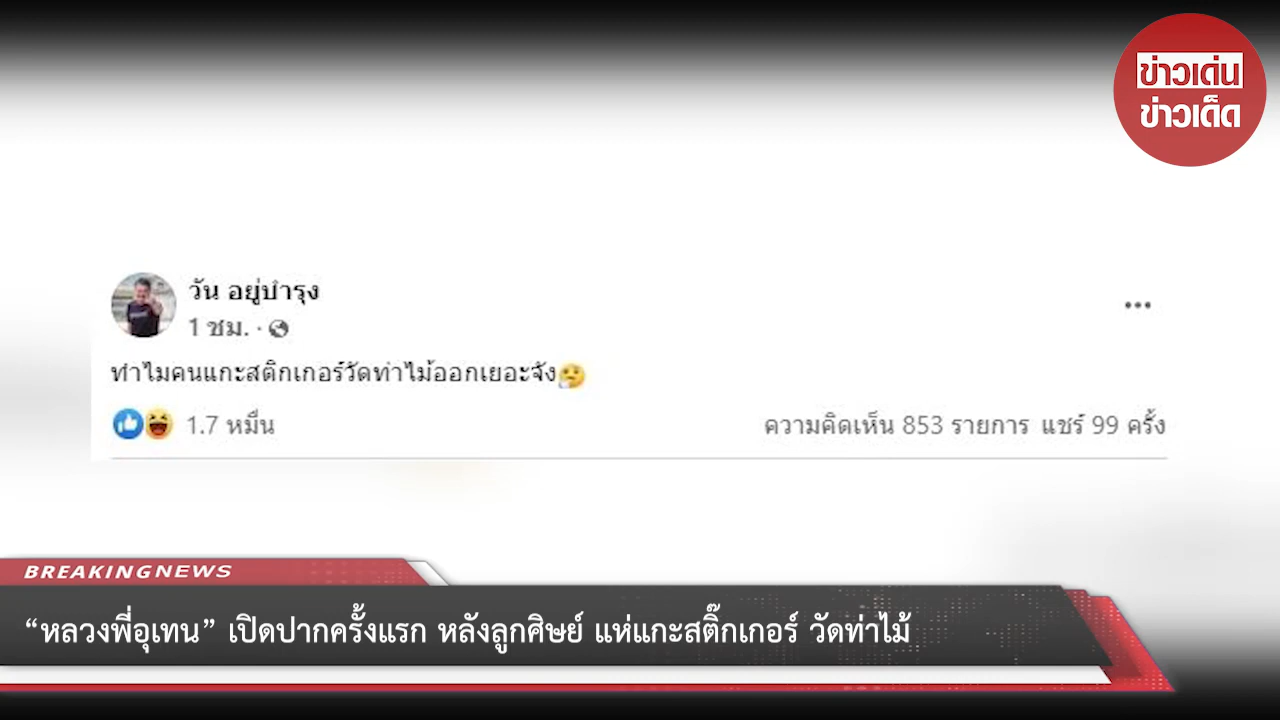 ข่าวเด่น
ข่าวเด็ด
วัน อยู่บำรุง
1 ชม. ·
ทำไมคนแกะสติ๊กเกอร์วัดท่าไม้ออกเยอะจัง🤔
1.7 หมื่น ความคิดเห็น 853 รายการ แชร์ 99 ครั้ง
BREAKINGNEWS
“หลวงพี่อุเทน” เปิดปากครั้งแรก หลังลูกศิษย์ แห่แกะสติ๊กเกอร์ วัดท่าไม้